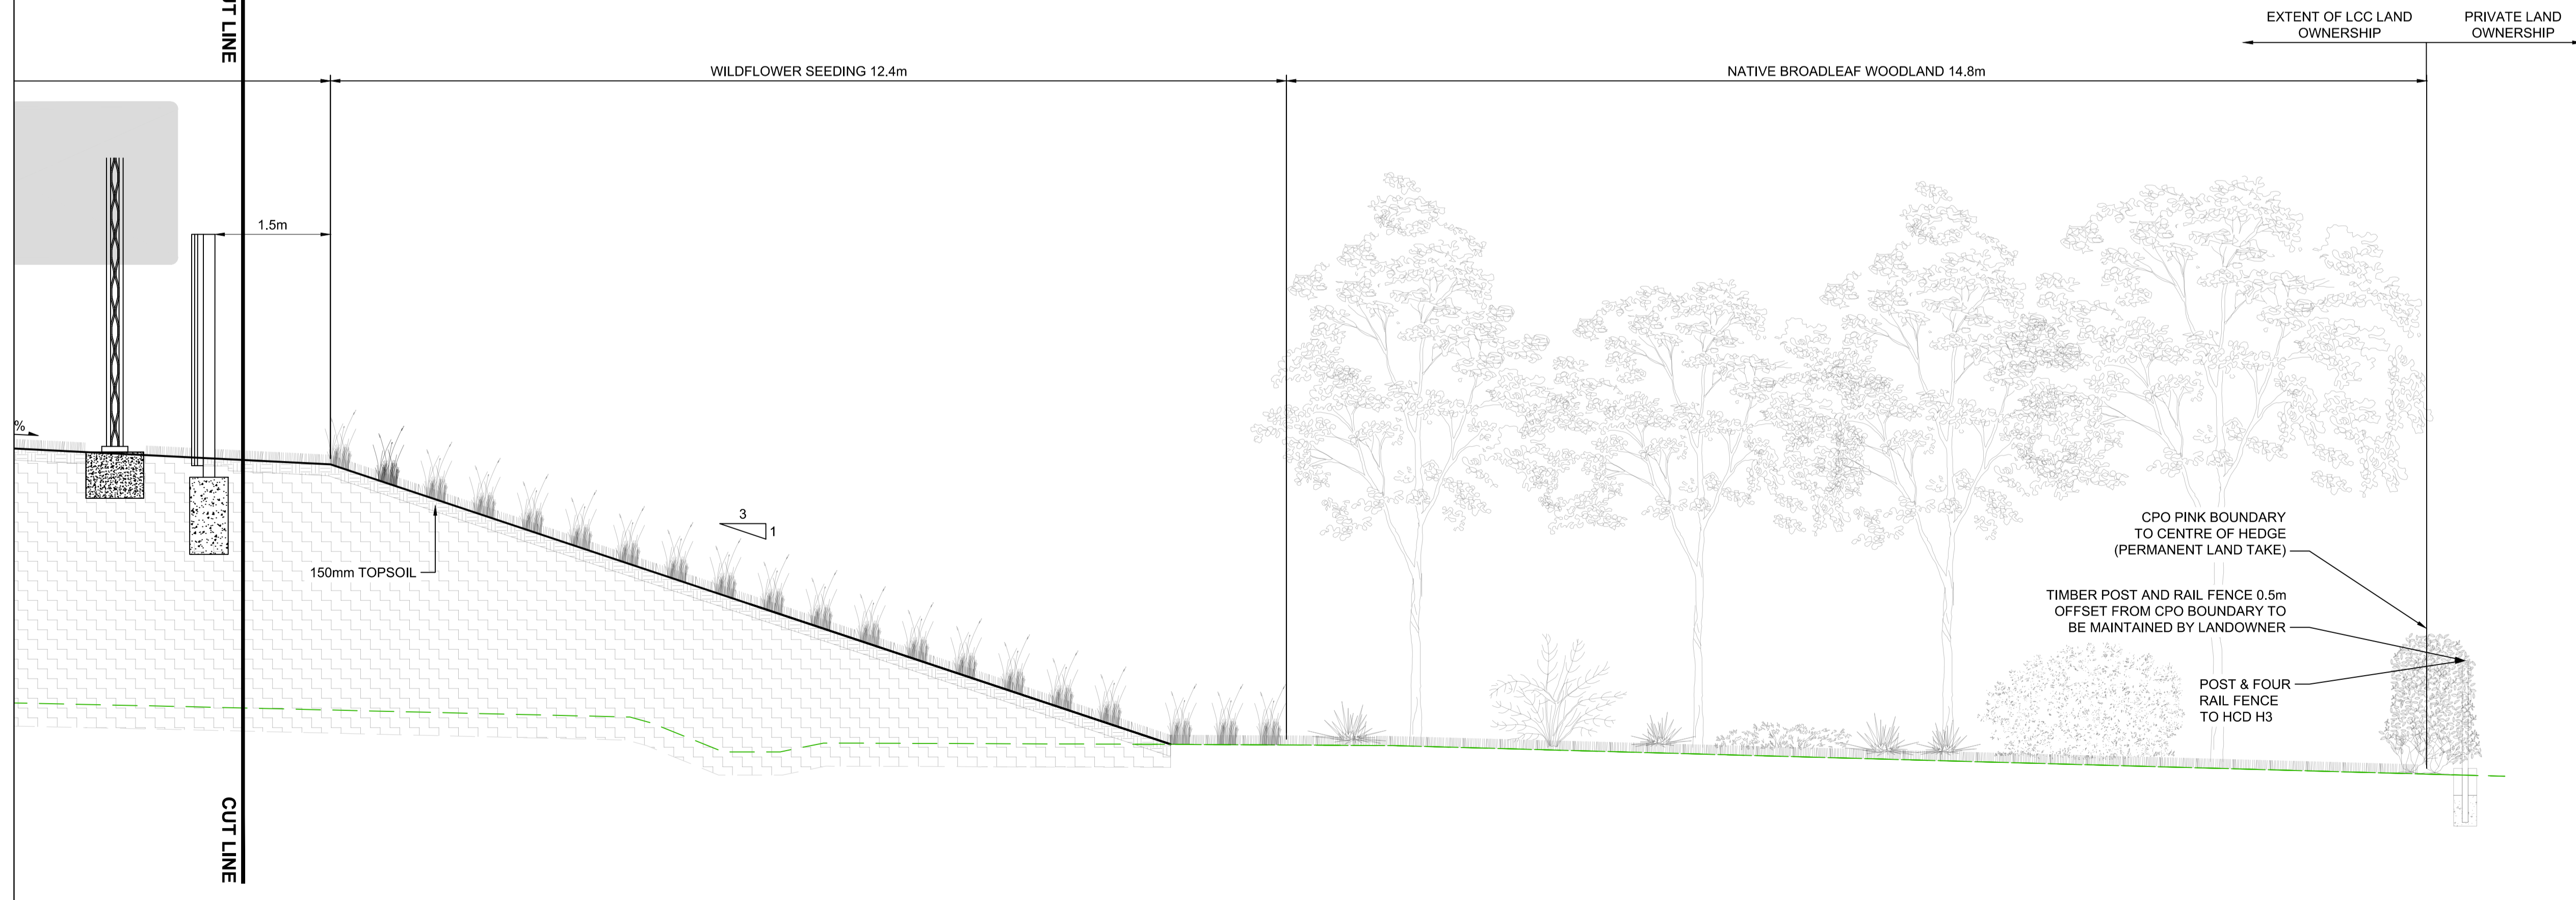 UT LINE
EXTENT OF LCC LAND
OWNERSHIP
PRIVATE LAND
OWNERSHIP
WILDFLOWER SEEDING 12.4m
NATIVE BROADLEAF WOODLAND 14.8m
1.5m
%
3
1
150mm TOPSOIL
CPO PINK BOUNDARY
TO CENTRE OF HEDGE
(PERMANENT LAND TAKE)
TIMBER POST AND RAIL FENCE 0.5m
OFFSET FROM CPO BOUNDARY TO
BE MAINTAINED BY LANDOWNER
POST & FOUR
RAIL FENCE
TO HCD H3
CUT LINE